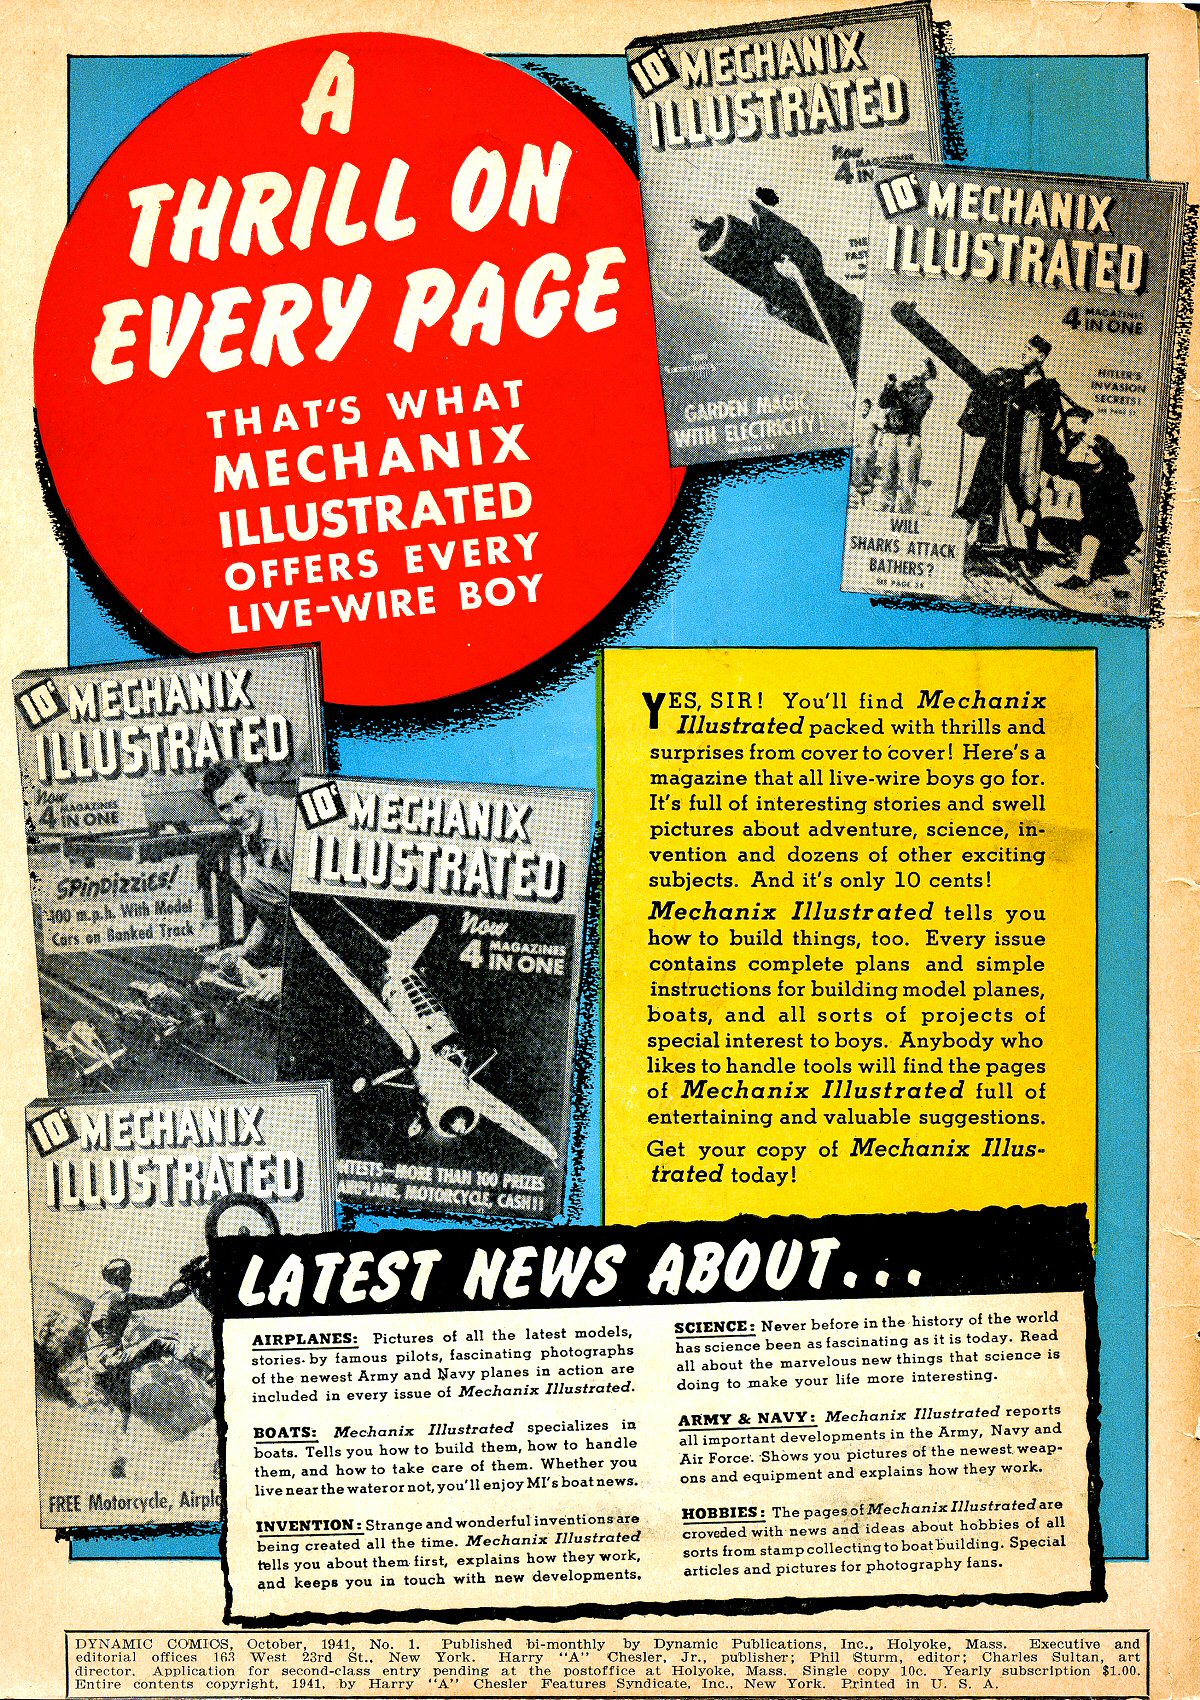 A
THRILL ON
EVERY PAGE
THAT'S WHAT
MECHANIX
ILLUSTRATED
OFFERS EVERY
LIVE-WIRE BOY
10¢ MECHANIX
ILLUSTRATED
Now
4 MAGAZINES
IN
THE
FAST
GARDEN MAGIC
WITH ELECTRICITY!
10¢ MECHANIX
ILLUSTRATED
4 MAGAZINES
IN ONE
HITLER'S
INVASION
SECRETS!
WILL
SHARKS ATTACK
BATHERS?
SEE PAGE 56
10¢ MECHANIX
ILLUSTRATED
Now
4 MAGAZINES
IN ONE
SPINDIZZIES!
100 m.p.h. With Model
Cars on Banked Track
10¢ MECHANIX
ILLUSTRATED
Now
4 MAGAZINES
IN ONE
NTESTS—MORE THAN 100 PRIZES
AIRPLANE, MOTORCYCLE, CASH!!
10¢ MECHANIX
ILLUSTRATED
FREE Motorcycle, Airpla
YES, SIR! You'll find Mechanix
Illustrated packed with thrills and
surprises from cover to cover! Here's a
magazine that all live-wire boys go for.
It's full of interesting stories and swell
pictures about adventure, science, in-
vention and dozens of other exciting
subjects. And it's only 10 cents!
Mechanix Illustrated tells you
how to build things, too. Every issue
contains complete plans and simple
instructions for building model planes,
boats, and all sorts of projects of
special interest to boys. Anybody who
likes to handle tools will find the pages
of Mechanix Illustrated full of
entertaining and valuable suggestions.
Get your copy of Mechanix Illus-
trated today!
LATEST NEWS ABOUT...
AIRPLANES: Pictures of all the latest models,
stories by famous pilots, fascinating photographs
of the newest Army and Navy planes in action are
included in every issue of Mechanix Illustrated.
BOATS: Mechanix Illustrated specializes in
boats. Tells you how to build them, how to handle
them, and how to take care of them. Whether you
live near the water or not, you'll enjoy MI's boat news.
INVENTION: Strange and wonderful inventions are
being created all the time. Mechanix Illustrated
tells you about them first, explains how they work,
and keeps you in touch with new developments.
SCIENCE: Never before in the history of the world
has science been as fascinating as it is today. Read
all about the marvelous new things that science is
doing to make your life more interesting.
ARMY & NAVY: Mechanix Illustrated reports
all important developments in the Army, Navy and
Air Force. Shows you pictures of the newest weap-
ons and equipment and explains how they work.
HOBBIES: The pages of Mechanix Illustrated are
croveded with news and ideas about hobbies of all
sorts from stamp collecting to boat building. Special
articles and pictures for photography fans.
DYNAMIC COMICS, October, 1941, No. 1. Published bi-monthly by Dynamic Publications, Inc., Holyoke, Mass. Executive and
editorial offices 163 West 23rd St., New York. Harry "A" Chesler, Jr., publisher; Phil Sturm, editor; Charles Sultan, art
director. Application for second-class entry pending at the postoffice at Holyoke, Mass. Single copy 10c. Yearly subscription $1.00.
Entire contents copyright, 1941, by Harry "A" Chesler Features Syndicate, Inc., New York. Printed in U. S. A.